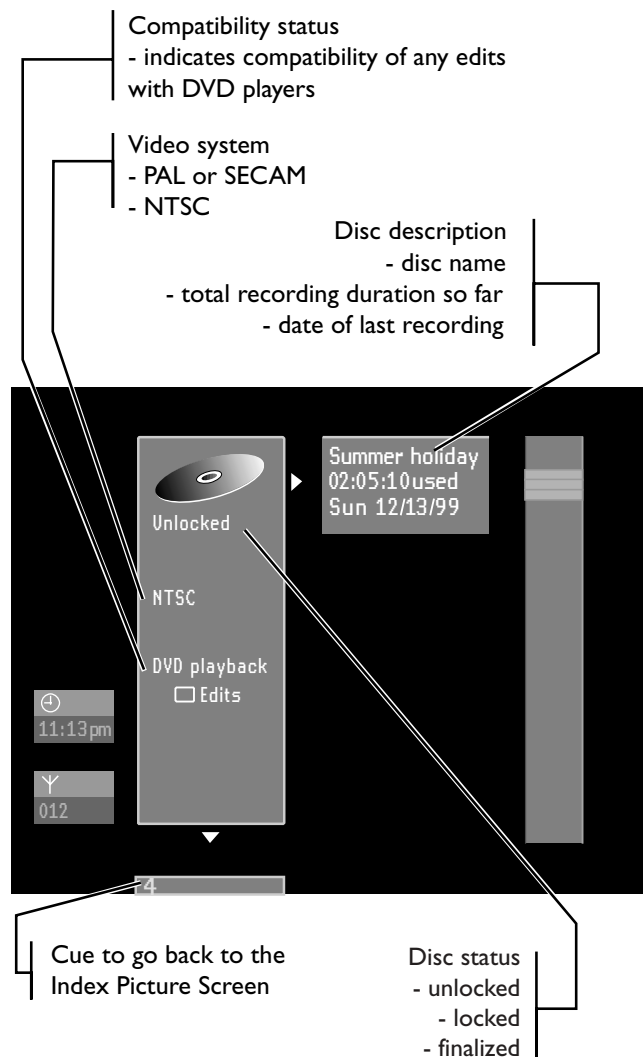 Compatibility status
- indicates compatibility of any edits
with DVD players
Video system
- PAL or SECAM
- NTSC
Disc description
- disc name
- total recording duration so far
- date of last recording
Summer holiday
02:05:10 used
Sun 12/13/99
Unlocked
NTSC
DVD playback
Edits
11:13pm
012
4
Cue to go back to the
Index Picture Screen
Disc status
- unlocked
- locked
- finalized